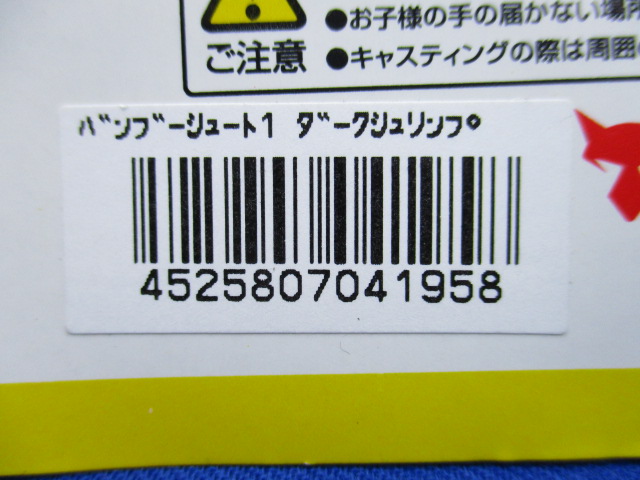 ●お子様の手の届かない場所
ご注意 ●キャスティングの際は周囲
ﾊﾞﾝﾌﾞｰｼｭｰﾄ1 ﾀﾞｰｸｼｭﾘﾝﾌﾟ
4525807041958